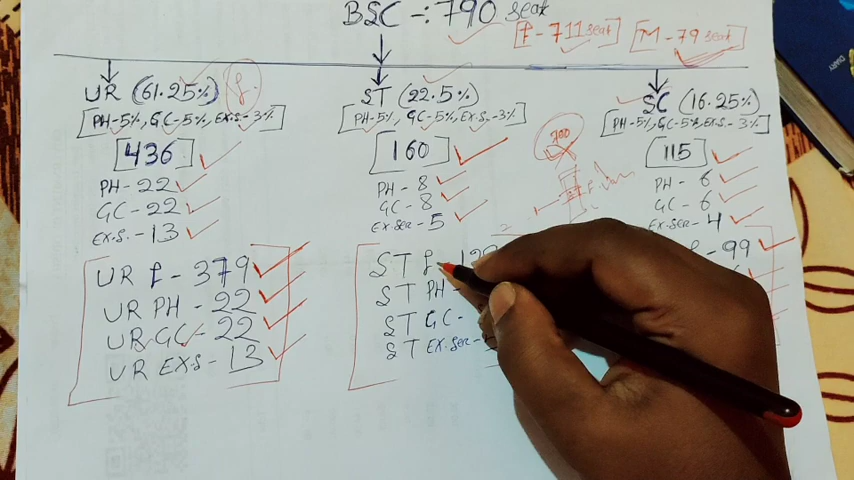 BSC -: 790 seat
[f - 711 seat]
[M - 79 seat]
UR (61.25%) f.
[PH-5%, GC-5%, EX.S.-3%]
436
PH - 22
GC - 22
EX.S. - 13
UR f - 379
UR PH - 22
UR GC - 22
UR EX.S - 13
ST (22.5%)
[PH-5%, GC-5%, EX.S.-3%]
160
PH - 8
GC - 8
EX-Ser - 5
ST f -
ST PH
ST GC -
ST EX-Ser -
700
SC (16.25%)
[PH-5%, GC-5%, EX.S.-3%]
115
PH - 6
GC - 6
EX-Ser - 4
- 99
DIARY